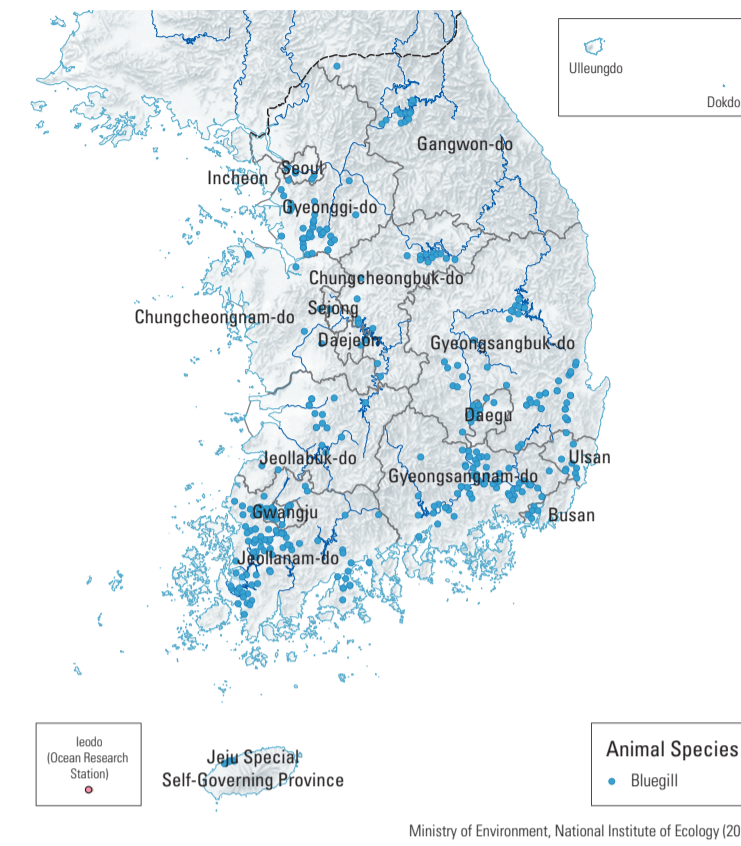 Ulleungdo
Dokdo
Gangwon-do
Seoul
Incheon
Gyeonggi-do
Chungcheongbuk-do
Sejong
Chungcheongnam-do
Daejeon
Gyeongsangbuk-do
Daegu
Jeollabuk-do
Ulsan
Gyeongsangnam-do
Gwangju
Busan
Jeollanam-do
Ieodo
(Ocean Research
Station)
Jeju Special
Self-Governing Province
Animal Species
Bluegill
Ministry of Environment, National Institute of Ecology (20